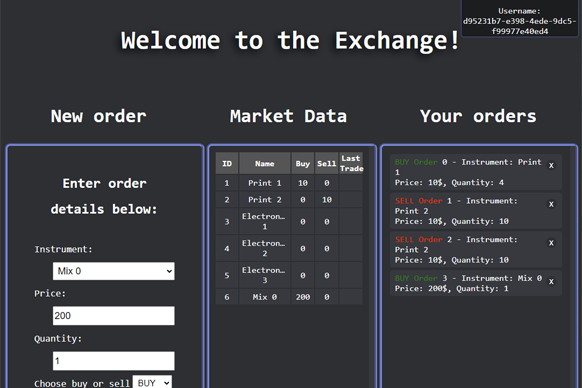 Username:
d95231b7-e398-4ede-9dc5-
f99977e40ed4
Welcome to the Exchange!
New order
Enter order
details below:
Instrument:
Mix 0
Price:
200
Quantity:
1
Choose buy or sell BUY
Market Data
ID Name Buy Sell Last
Trade
1 Print 1 10 0
2 Print 2 0 10
3 Electron…
1 0 0
4 Electron…
2 0 0
5 Electron…
3 0 0
6 Mix 0 200 0
Your orders
BUY Order 0 - Instrument: Print
1
Price: 10$, Quantity: 4
X
SELL Order 1 - Instrument:
Print 2
Price: 10$, Quantity: 10
X
SELL Order 2 - Instrument:
Print 2
Price: 10$, Quantity: 10
X
BUY Order 3 - Instrument: Mix 0
Price: 200$, Quantity: 1
X